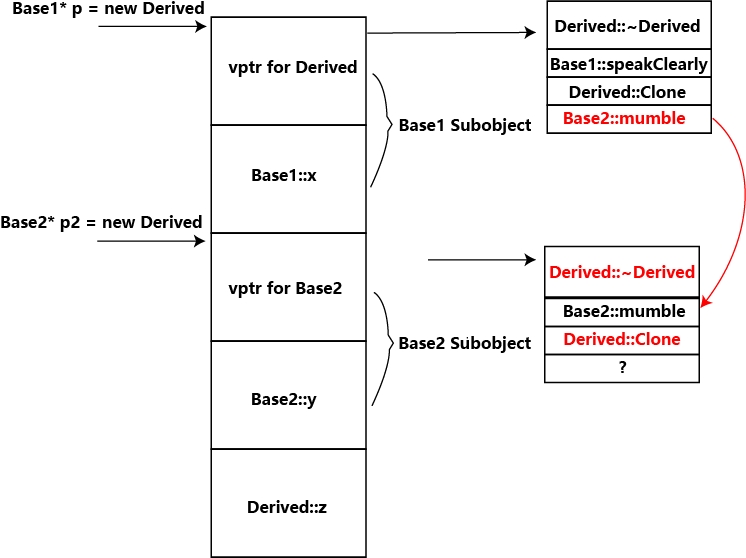 Base1* p = new Derived
vptr for Derived
Derived::~Derived
Base1::speakClearly
Derived::Clone
Base2::mumble
Base1 Subobject
Base1::x
Base2* p2 = new Derived
vptr for Base2
Derived::~Derived
Base2::mumble
Derived::Clone
?
Base2 Subobject
Base2::y
Derived::z